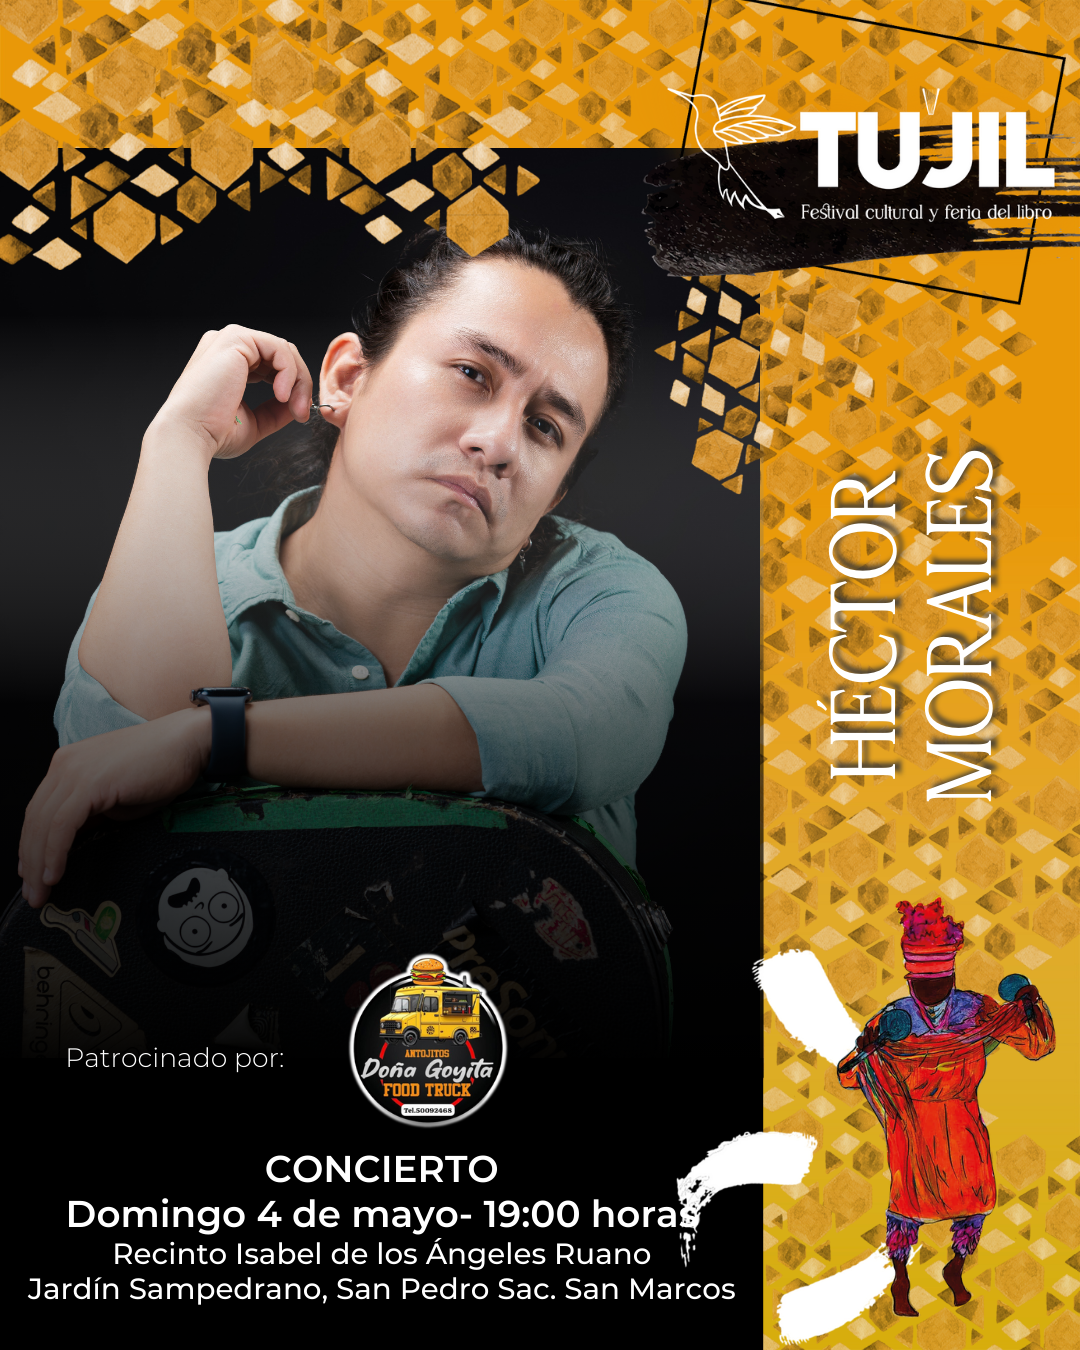 TUJIL
Festival cultural y feria del libro
HÉCTOR
MORALES
behring
PreSon
Patrocinado por:
ANTOJITOS
Doña Goyita
FOOD TRUCK
Tel.50092468
CONCIERTO
Domingo 4 de mayo- 19:00 horas
Recinto Isabel de los Ángeles Ruano
Jardín Sampedrano, San Pedro Sac. San Marcos